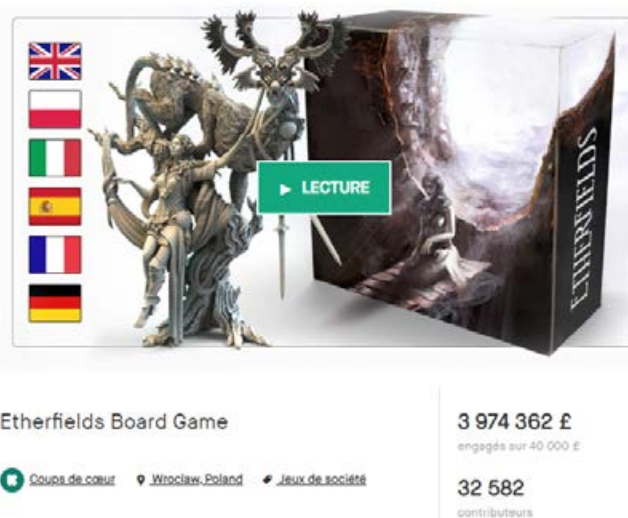 ► LECTURE
ETHERFIELDS
Etherfields Board Game
3 974 362 £
engagés sur 40 000 £
Coups de cœur Wroclaw, Poland Jeux de société
32 582
contributeurs